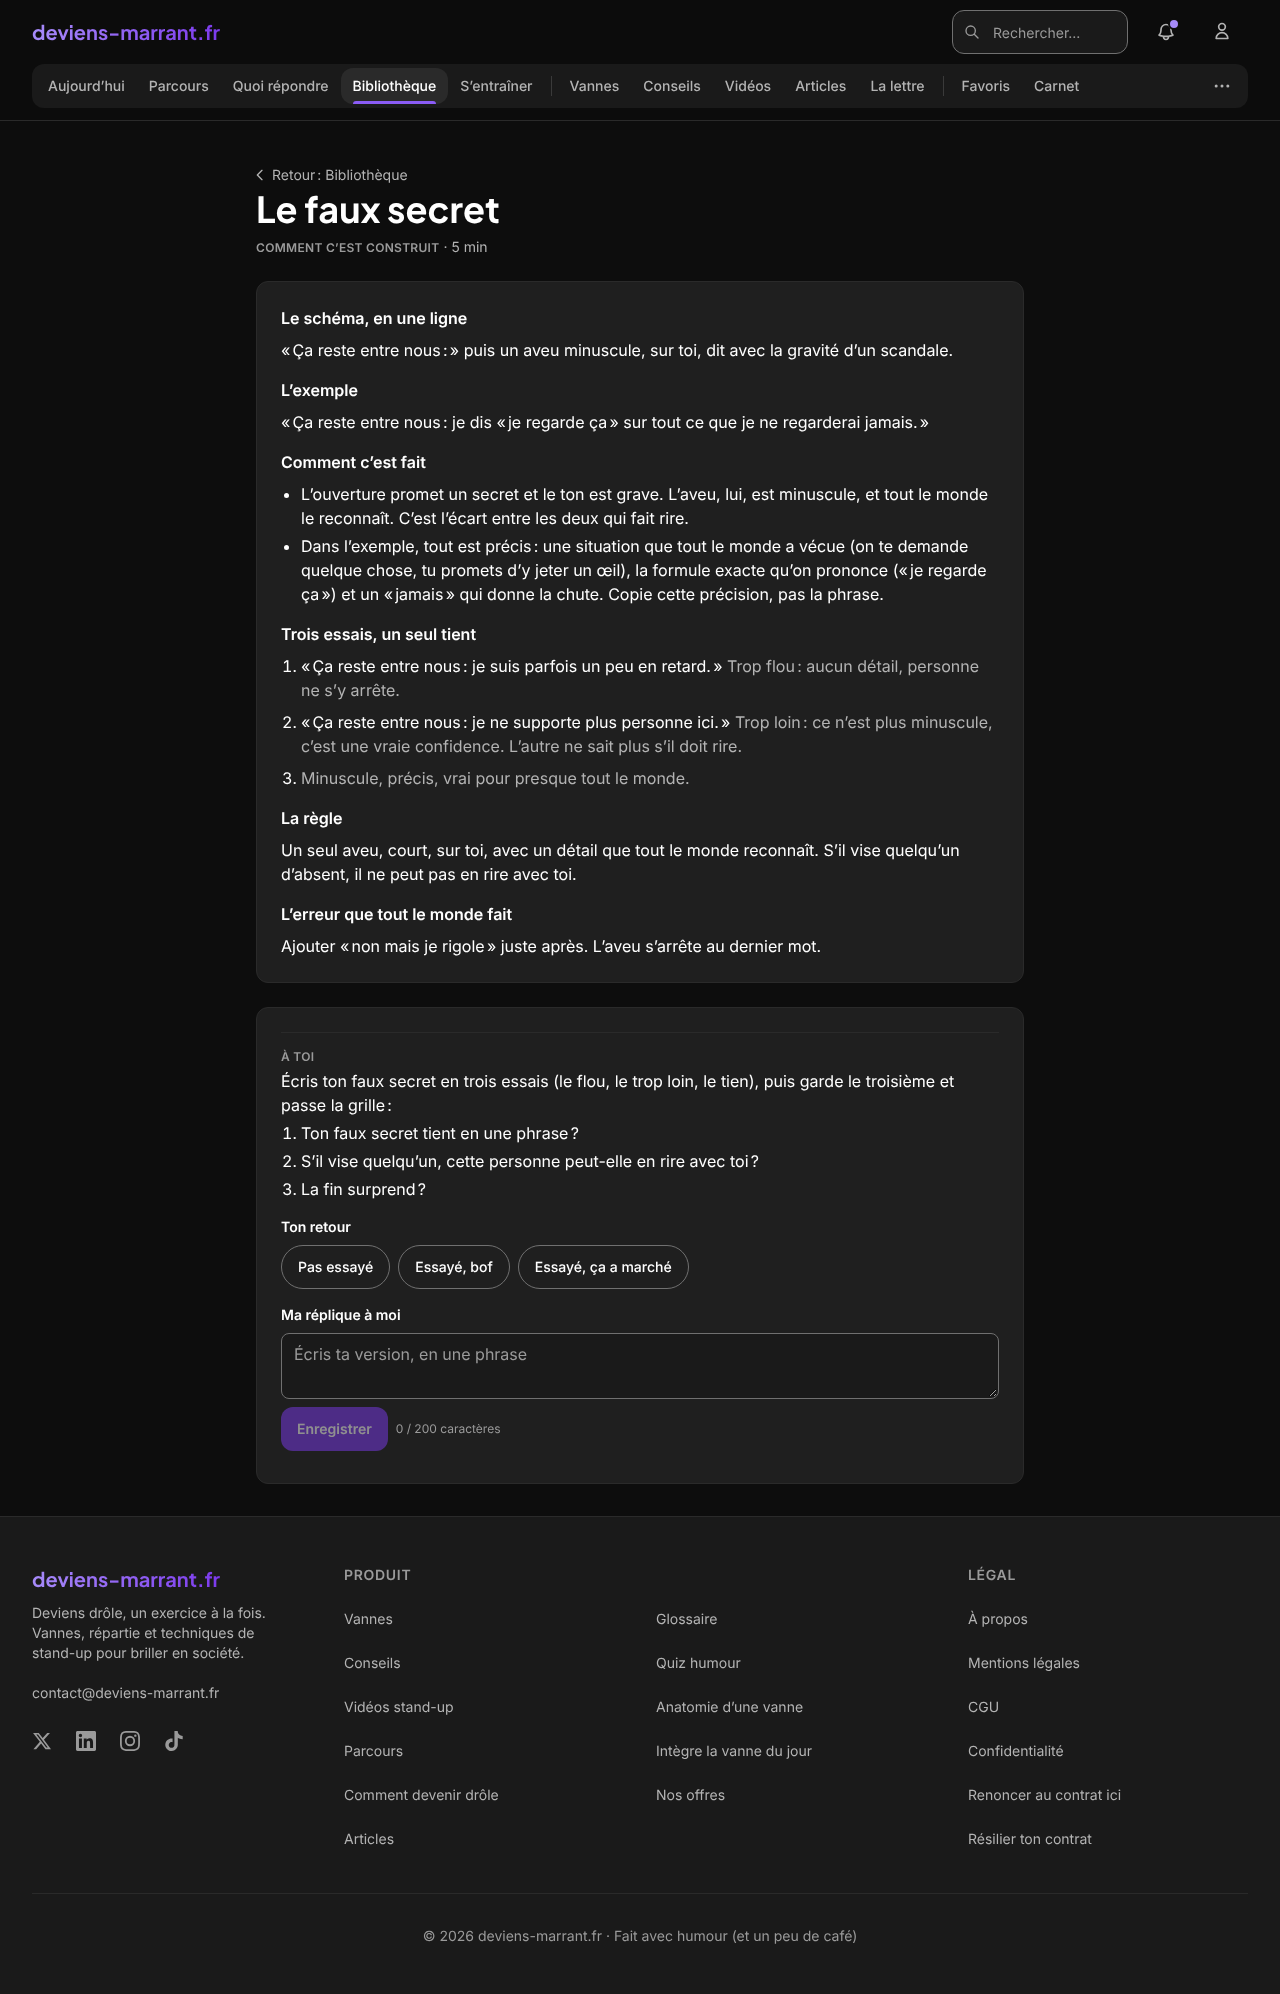 deviens-marrant.fr
Rechercher...
Aujourd’hui Parcours Quoi répondre Bibliothèque S’entraîner Vannes Conseils Vidéos Articles La lettre Favoris Carnet
Retour : Bibliothèque
Le faux secret
COMMENT C’EST CONSTRUIT · 5 min
Le schéma, en une ligne
« Ça reste entre nous : » puis un aveu minuscule, sur toi, dit avec la gravité d’un scandale.
L’exemple
« Ça reste entre nous : je dis « je regarde ça » sur tout ce que je ne regarderai jamais. »
Comment c’est fait
• L’ouverture promet un secret et le ton est grave. L’aveu, lui, est minuscule, et tout le monde
le reconnaît. C’est l’écart entre les deux qui fait rire.
• Dans l’exemple, tout est précis : une situation que tout le monde a vécue (on te demande
quelque chose, tu promets d’y jeter un œil), la formule exacte qu’on prononce (« je regarde
ça ») et un « jamais » qui donne la chute. Copie cette précision, pas la phrase.
Trois essais, un seul tient
1. « Ça reste entre nous : je suis parfois un peu en retard. » Trop flou : aucun détail, personne
ne s’y arrête.
2. « Ça reste entre nous : je ne supporte plus personne ici. » Trop loin : ce n’est plus minuscule,
c’est une vraie confidence. L’autre ne sait plus s’il doit rire.
3. Minuscule, précis, vrai pour presque tout le monde.
La règle
Un seul aveu, court, sur toi, avec un détail que tout le monde reconnaît. S’il vise quelqu’un
d’absent, il ne peut pas en rire avec toi.
L’erreur que tout le monde fait
Ajouter « non mais je rigole » juste après. L’aveu s’arrête au dernier mot.
À TOI
Écris ton faux secret en trois essais (le flou, le trop loin, le tien), puis garde le troisième et
passe la grille :
1. Ton faux secret tient en une phrase ?
2. S’il vise quelqu’un, cette personne peut-elle en rire avec toi ?
3. La fin surprend ?
Ton retour
Pas essayé Essayé, bof Essayé, ça a marché
Ma réplique à moi
Écris ta version, en une phrase
Enregistrer 0 / 200 caractères
deviens-marrant.fr
Deviens drôle, un exercice à la fois.
Vannes, répartie et techniques de
stand-up pour briller en société.
contact@deviens-marrant.fr
PRODUIT
Vannes
Conseils
Vidéos stand-up
Parcours
Comment devenir drôle
Articles
Glossaire
Quiz humour
Anatomie d’une vanne
Intègre la vanne du jour
Nos offres
LÉGAL
À propos
Mentions légales
CGU
Confidentialité
Renoncer au contrat ici
Résilier ton contrat
© 2026 deviens-marrant.fr · Fait avec humour (et un peu de café)